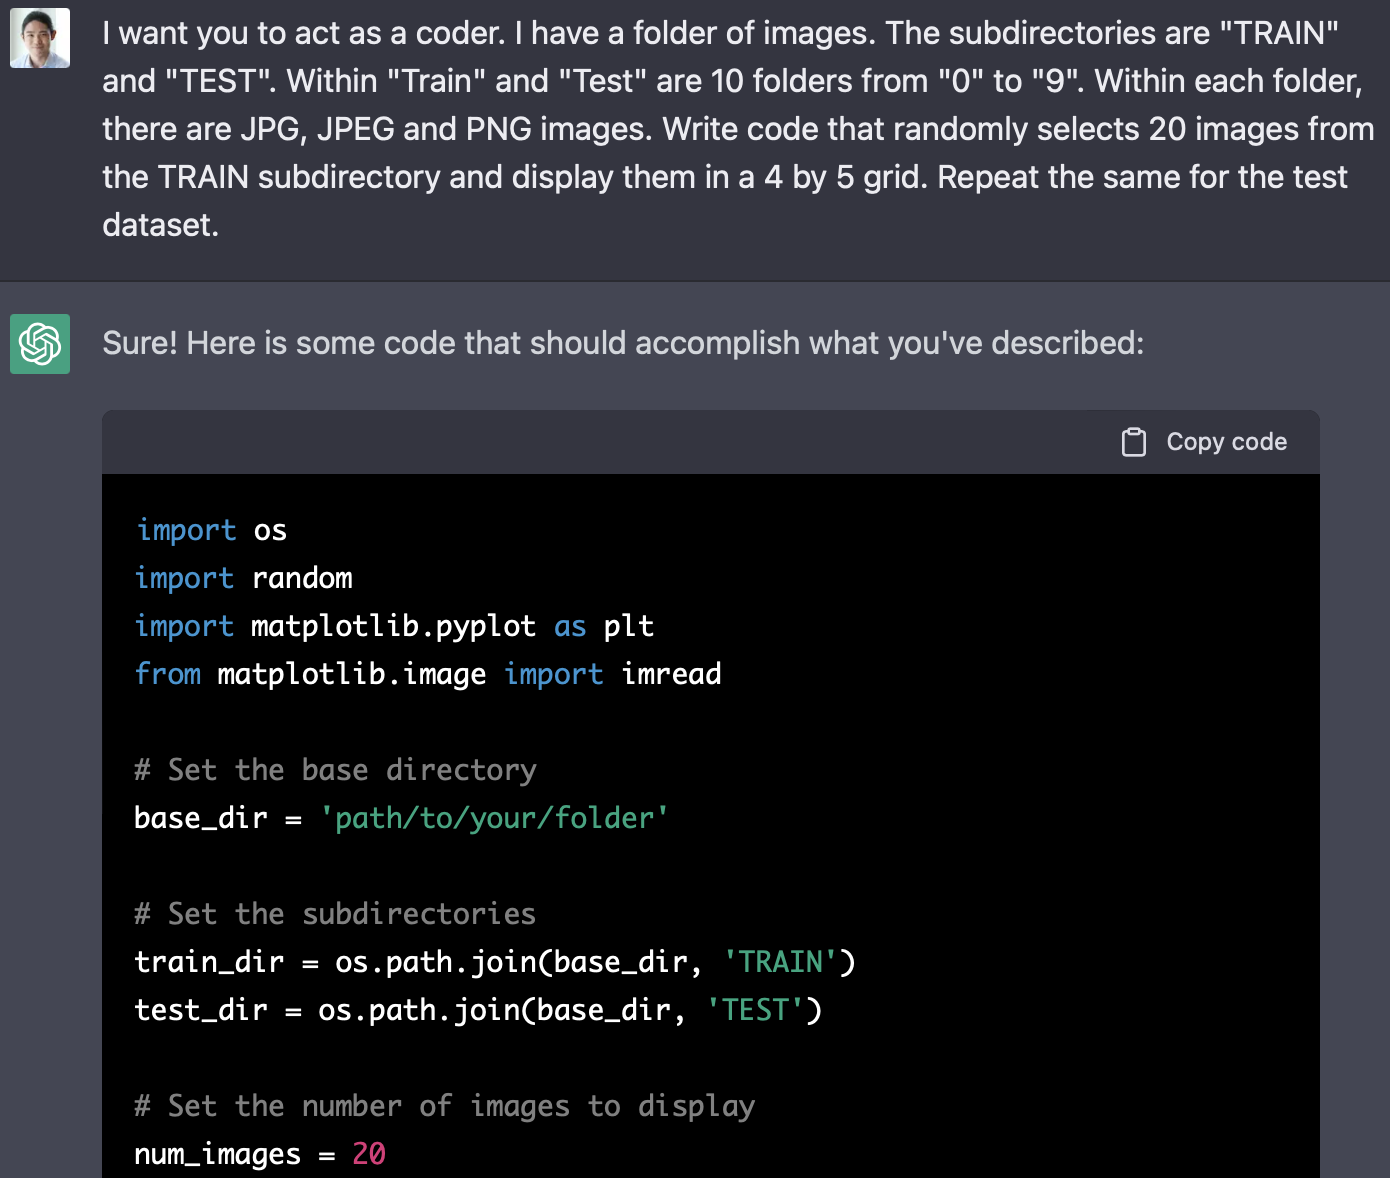 I want you to act as a coder. I have a folder of images. The subdirectories are "TRAIN"
and "TEST". Within "Train" and "Test" are 10 folders from "0" to "9". Within each folder,
there are JPG, JPEG and PNG images. Write code that randomly selects 20 images from
the TRAIN subdirectory and display them in a 4 by 5 grid. Repeat the same for the test
dataset.
Sure! Here is some code that should accomplish what you've described:
Copy code
import os
import random
import matplotlib.pyplot as plt
from matplotlib.image import imread
# Set the base directory
base_dir = 'path/to/your/folder'
# Set the subdirectories
train_dir = os.path.join(base_dir, 'TRAIN')
test_dir = os.path.join(base_dir, 'TEST')
# Set the number of images to display
num_images = 20